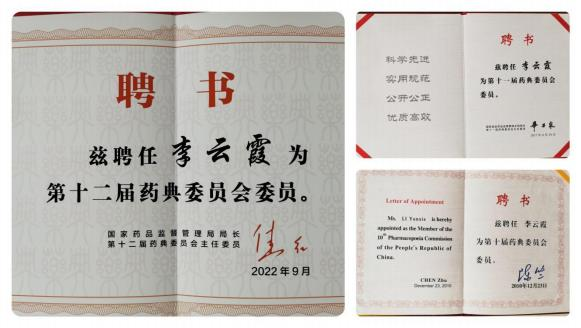 聘 书
兹聘任 李云霞 为
第十二届药典委员会委员。
国家药品监督管理局局长
第十二届药典委员会主任委员
焦红
2022年9月
科学先进
实用规范
公开公正
优质高效
聘 书
兹聘任 李云霞
为第十一届药典委员会
委员。
Letter of Appointment
Ms. LI Yunxia is hereby
appointed as the Member of the
10th Pharmacopoeia Commission
of the People's Republic of
China.
CHEN Zhu
December 23, 2010
聘 书
兹聘任 李云霞
为第十届药典委员会
委员。
陈竺
2010年12月23日